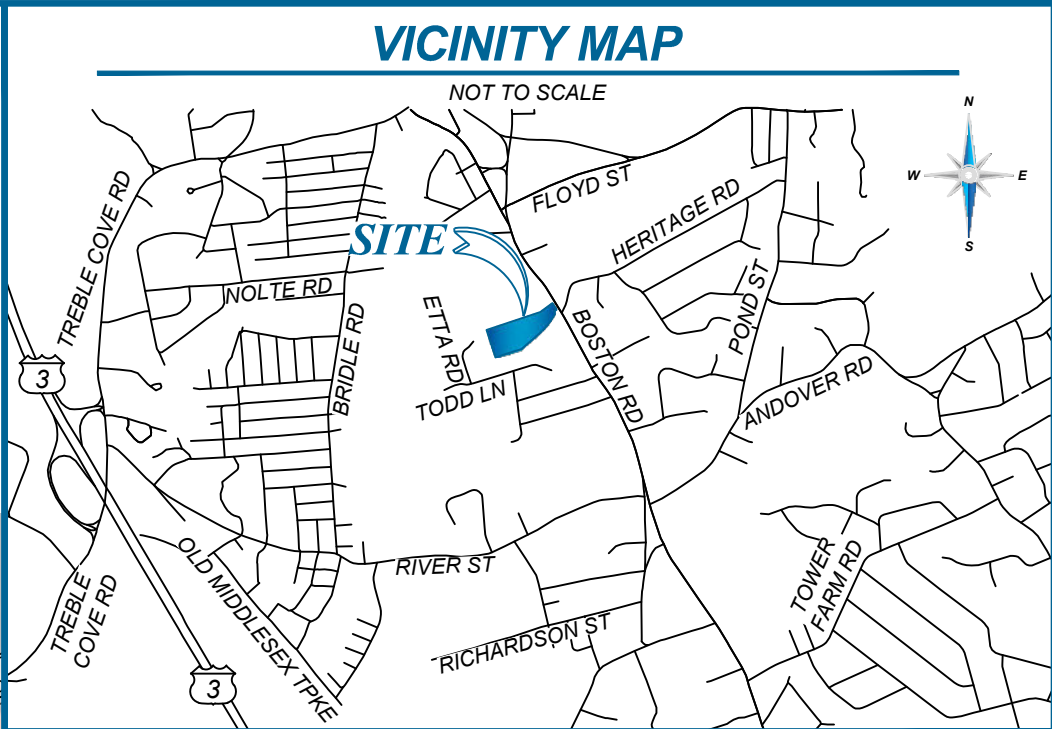 VICINITY MAP
NOT TO SCALE
N
W
E
S
FLOYD ST
HERITAGE RD
TREBLE COVE RD
SITE
NOLTE RD
ETTA RD
BRIDLE RD
BOSTON RD
POND ST
3
TODD LN
ANDOVER RD
RIVER ST
OLD MIDDLESEX TPKE
TOWER
FARM RD
TREBLE
COVE RD
RICHARDSON ST
3